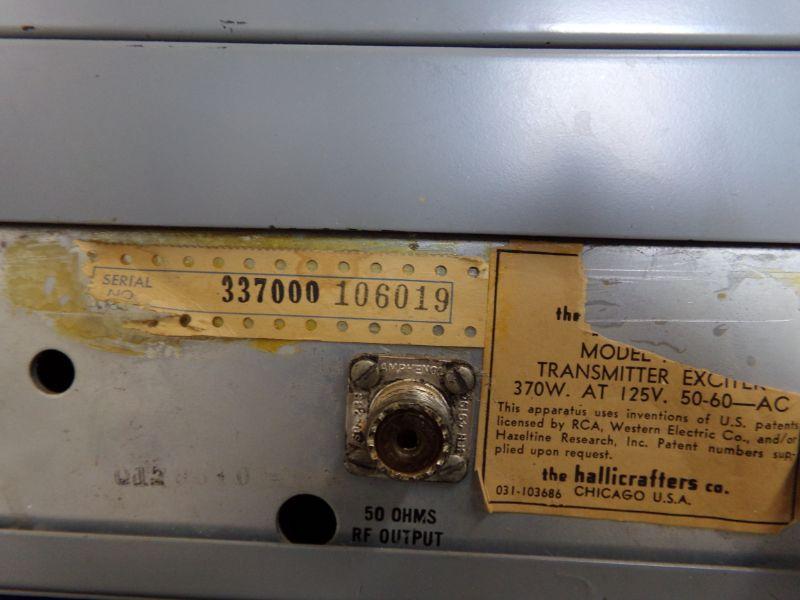 SERIAL
NO.
337000 106019
AMPHENOL
50 OHMS
RF OUTPUT
the
MODEL
TRANSMITTER EXCITER
370W. AT 125V. 50-60—AC
This apparatus uses inventions of U.S. patents
licensed by RCA, Western Electric Co., and/or
Hazeltine Research, Inc. Patent numbers sup-
plied upon request.
the hallicrafters co.
031-103686 CHICAGO U.S.A.